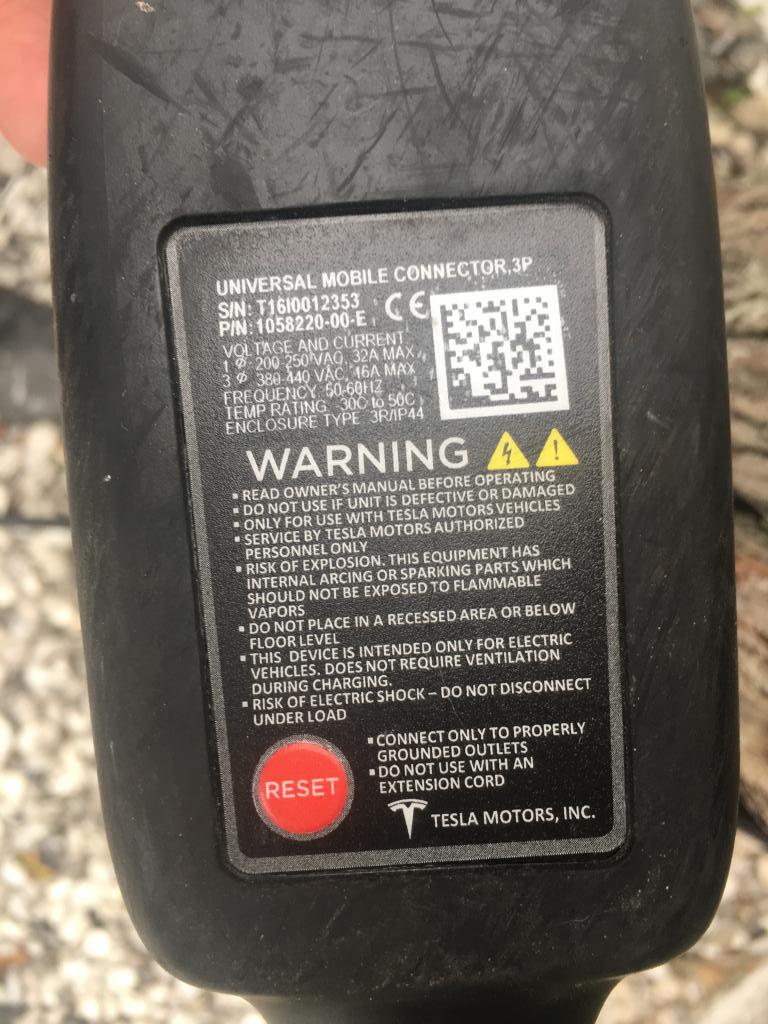 UNIVERSAL MOBILE CONNECTOR,3P
S/N: T16I0012353
P/N: 1058220-00-E
CE
VOLTAGE AND CURRENT
1 Ø 200-250 VAC, 32A MAX
3 Ø 380-440 VAC, 16A MAX
FREQUENCY 50-60HZ
TEMP RATING -30C to 50C
ENCLOSURE TYPE 3R/IP44
WARNING
▪ READ OWNER'S MANUAL BEFORE OPERATING
▪ DO NOT USE IF UNIT IS DEFECTIVE OR DAMAGED
▪ ONLY FOR USE WITH TESLA MOTORS VEHICLES
▪ SERVICE BY TESLA MOTORS AUTHORIZED
PERSONNEL ONLY
▪ RISK OF EXPLOSION. THIS EQUIPMENT HAS
INTERNAL ARCING OR SPARKING PARTS WHICH
SHOULD NOT BE EXPOSED TO FLAMMABLE
VAPORS
▪ DO NOT PLACE IN A RECESSED AREA OR BELOW
FLOOR LEVEL
▪ THIS DEVICE IS INTENDED ONLY FOR ELECTRIC
VEHICLES. DOES NOT REQUIRE VENTILATION
DURING CHARGING.
▪ RISK OF ELECTRIC SHOCK – DO NOT DISCONNECT
UNDER LOAD
RESET
▪ CONNECT ONLY TO PROPERLY
GROUNDED OUTLETS
▪ DO NOT USE WITH AN
EXTENSION CORD
TESLA MOTORS, INC.